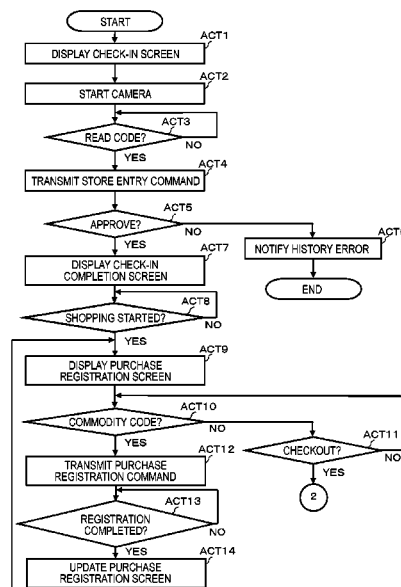 START
ACT1
DISPLAY CHECK-IN SCREEN
ACT2
START CAMERA
ACT3
READ CODE?
NO
YES
ACT4
TRANSMIT STORE ENTRY COMMAND
ACT5
APPROVE?
NO
YES
ACT6
NOTIFY HISTORY ERROR
END
ACT7
DISPLAY CHECK-IN
COMPLETION SCREEN
ACT8
SHOPPING STARTED?
NO
YES
ACT9
DISPLAY PURCHASE
REGISTRATION SCREEN
ACT10
COMMODITY CODE?
NO
YES
ACT11
CHECKOUT?
NO
YES
2
ACT12
TRANSMIT PURCHASE
REGISTRATION COMMAND
ACT13
REGISTRATION
COMPLETED?
NO
YES
ACT14
UPDATE PURCHASE
REGISTRATION SCREEN